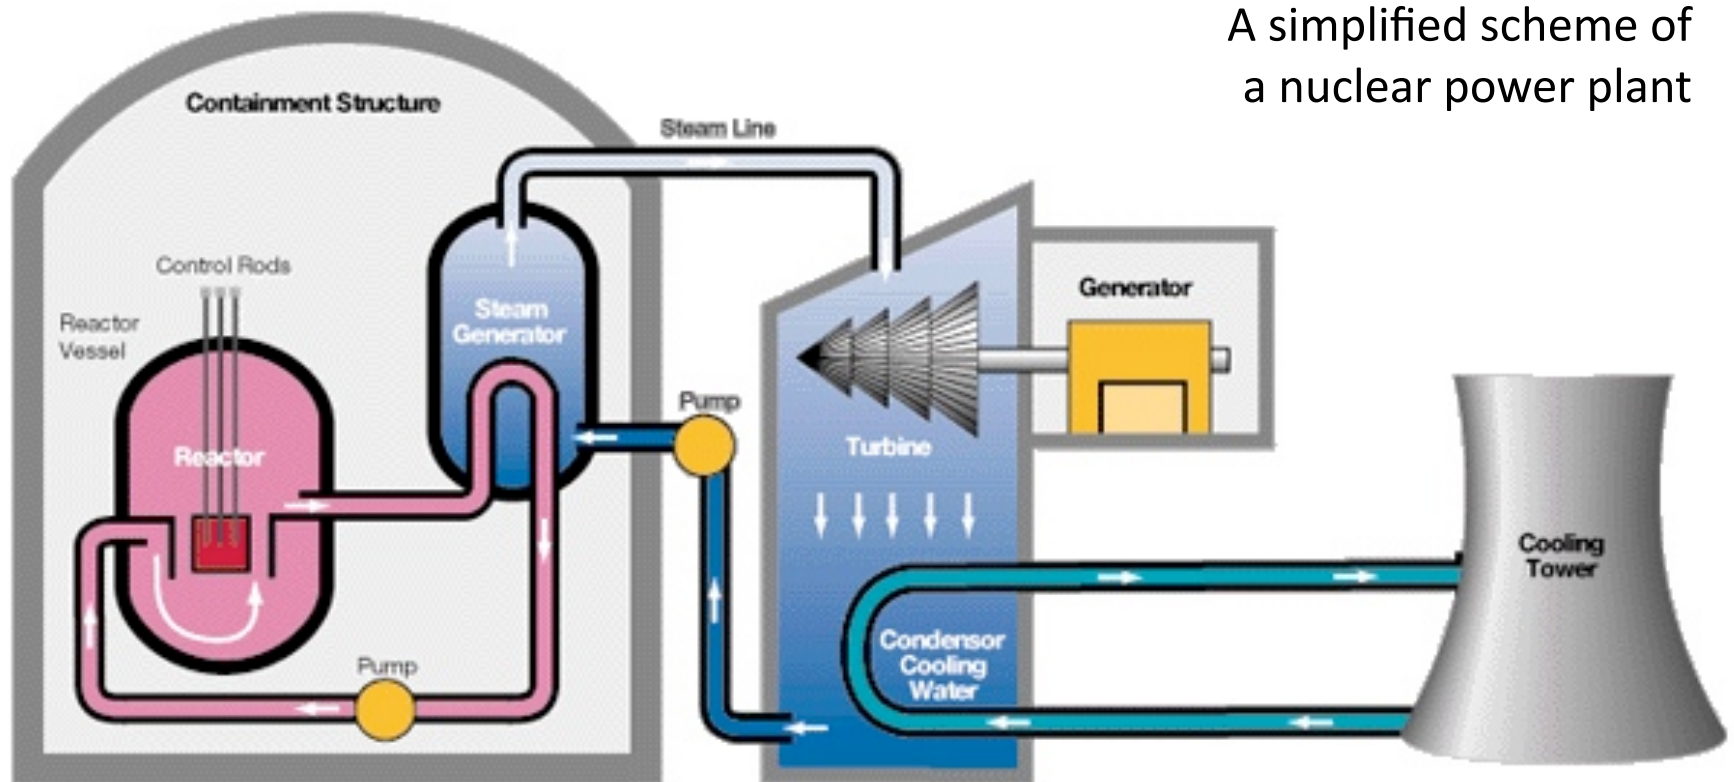 A simplified scheme of
a nuclear power plant
Containment Structure
Steam Line
Control Rods
Reactor
Vessel
Steam
Generator
Generator
Pump
Reactor
Turbine
Cooling
Tower
Condensor
Cooling
Water
Pump